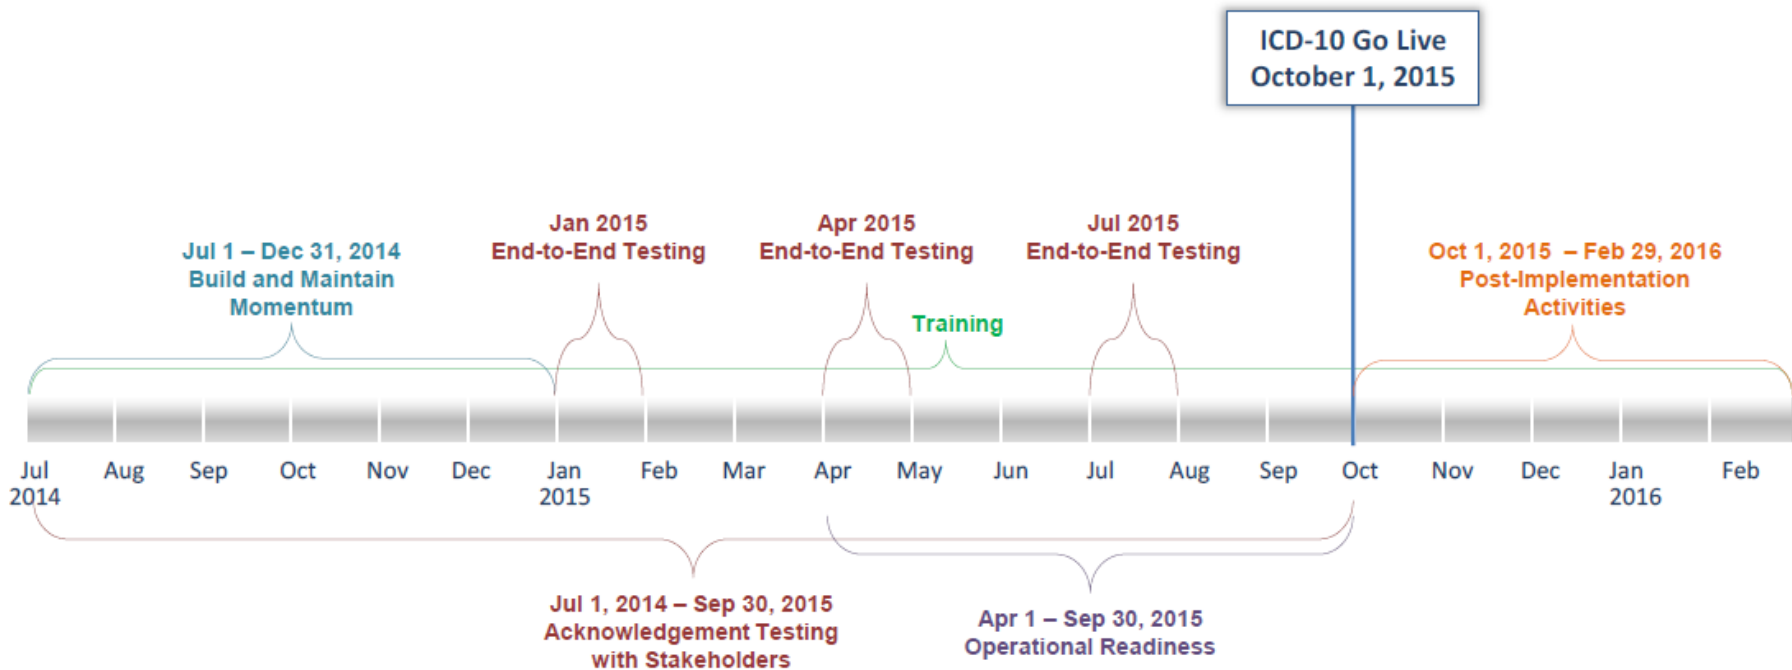 ICD-10 Go Live
October 1, 2015
Jul 1 – Dec 31, 2014
Build and Maintain
Momentum
Jan 2015
End-to-End Testing
Apr 2015
End-to-End Testing
Jul 2015
End-to-End Testing
Oct 1, 2015 – Feb 29, 2016
Post-Implementation
Activities
Training
Jul
2014
Aug
Sep
Oct
Nov
Dec
Jan
2015
Feb
Mar
Apr
May
Jun
Jul
Aug
Sep
Oct
Nov
Dec
Jan
2016
Feb
Jul 1, 2014 – Sep 30, 2015
Acknowledgement Testing
with Stakeholders
Apr 1 – Sep 30, 2015
Operational Readiness